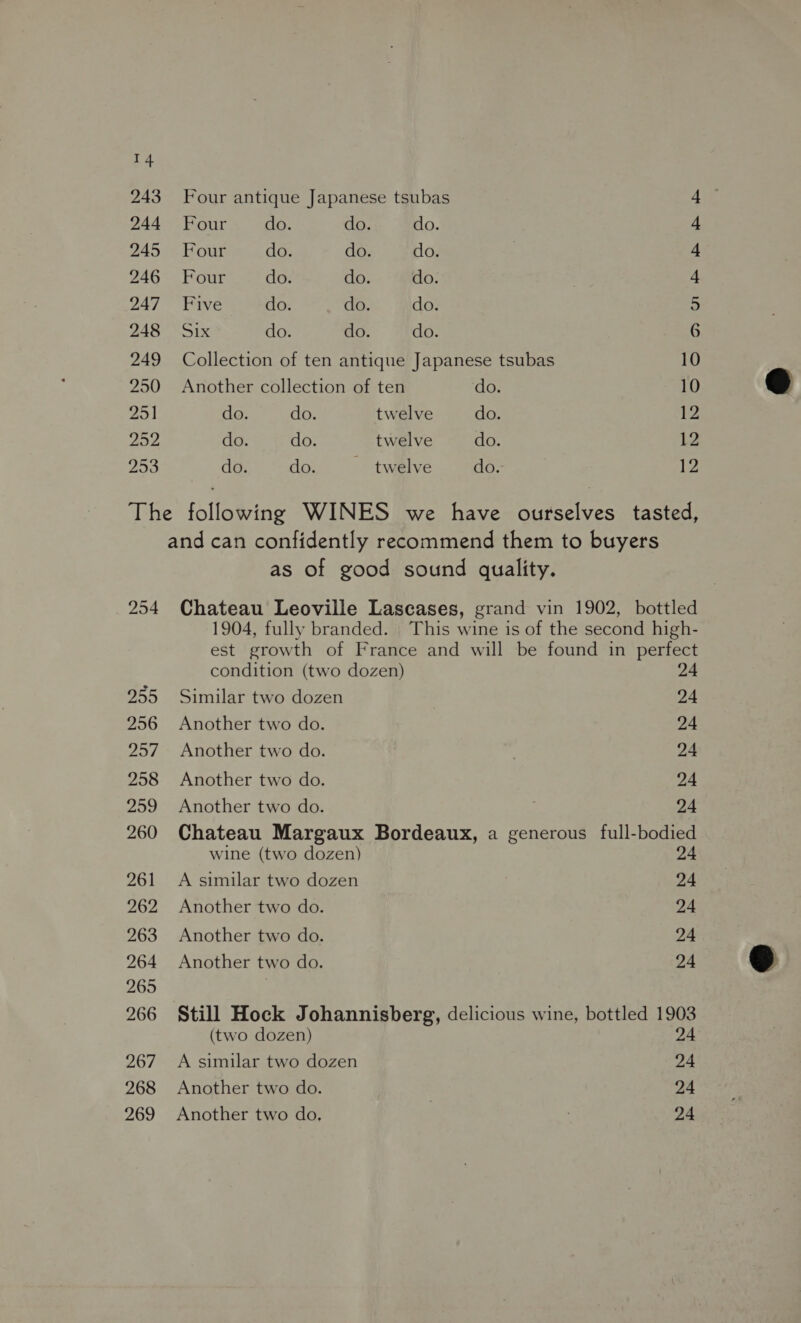 14
243 Four antique Japanese tsubas 4
244 Four do. do. do. 4
245 Four do. do. do. 4
246 Four do. do. do. 4
247 Five do. do. do. 5
248 Six do. do. do. 6
249 Collection of ten antique Japanese tsubas 10
250 Another collection of ten do. 10
251 do. do. twelve do. 12
252 do. do. twelve do. 12
253 do. do. twelve do. 12
The following WINES we have ourselves tasted,
and can confidently recommend them to buyers
as of good sound quality.
254 Chateau Leoville Lascases, grand vin 1902, bottled
1904, fully branded. This wine is of the second high-
est growth of France and will be found in perfect
condition (two dozen) 24
255 Similar two dozen 24
256 Another two do. 24
257 Another two do. 24
258 Another two do. 24
259 Another two do. 24
260 Chateau Margaux Bordeaux, a generous full-bodied
wine (two dozen) 24
261 A similar two dozen 24
262 Another two do. 24
263 Another two do. 24
264 Another two do. 24
265
266 Still Hock Johannisberg, delicious wine, bottled 1903
(two dozen) 24
267 A similar two dozen 24
268 Another two do. 24
269 Another two do. 24